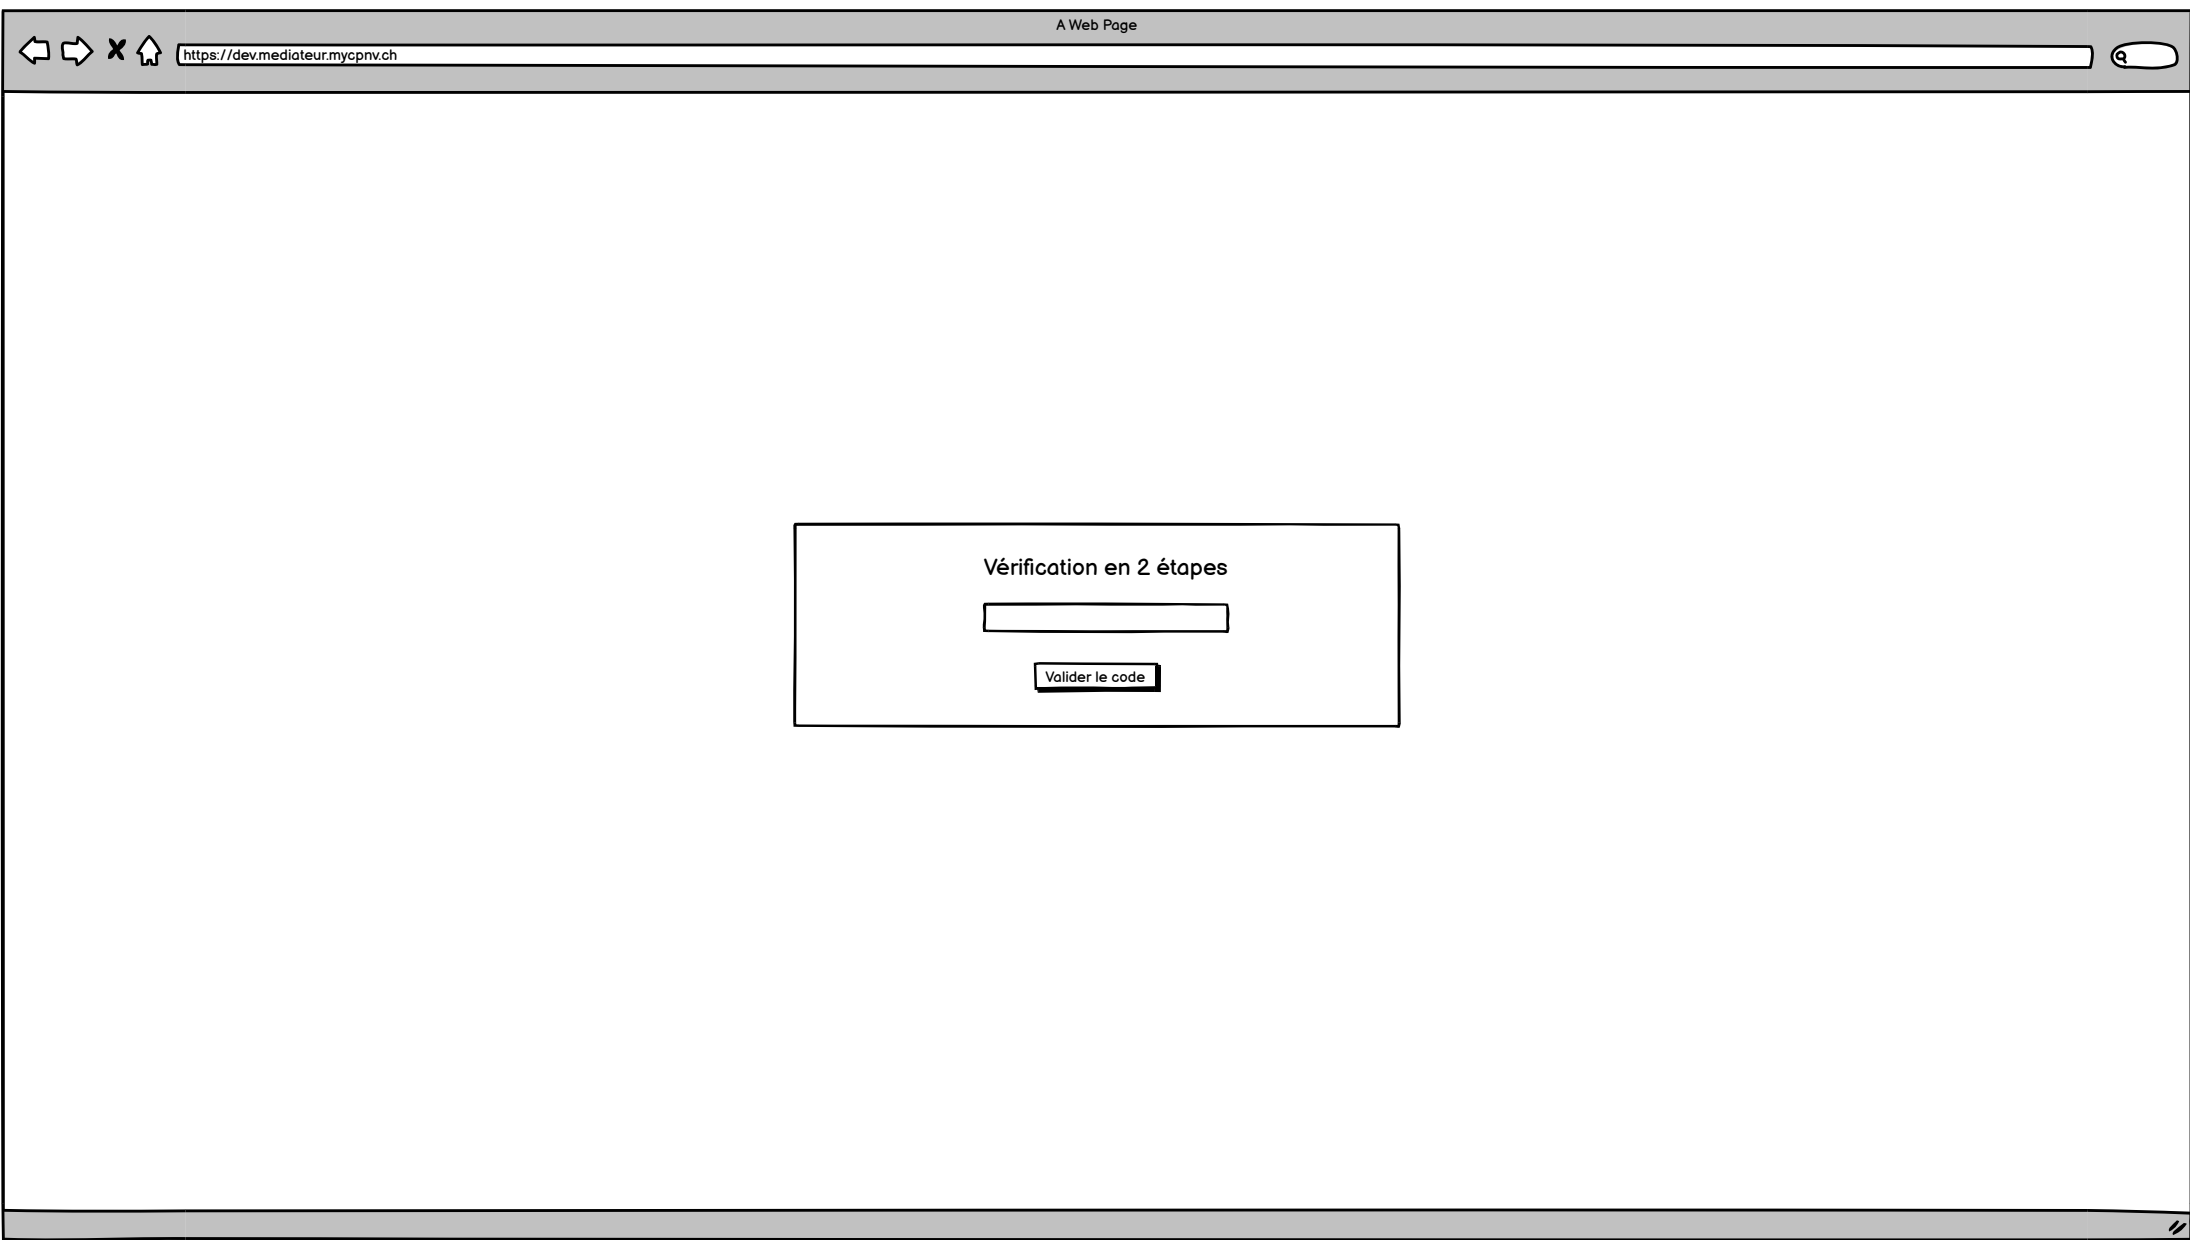 A Web Page
https://dev.mediateur.mycpnv.ch
Vérification en 2 étapes
Valider le code